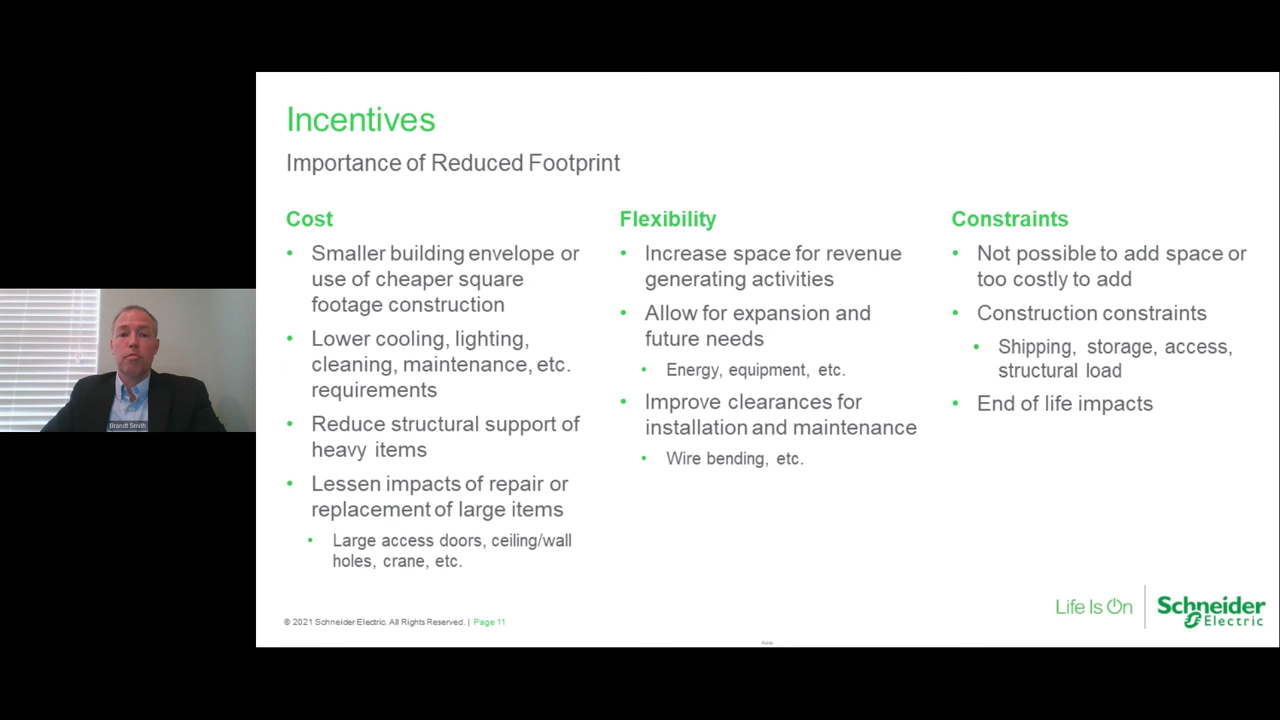 Incentives
Importance of Reduced Footprint
Cost
• Smaller building envelope or
use of cheaper square
footage construction
• Lower cooling, lighting,
cleaning, maintenance, etc.
requirements
• Reduce structural support of
heavy items
• Lessen impacts of repair or
replacement of large items
• Large access doors, ceiling/wall
holes, crane, etc.
Flexibility
• Increase space for revenue
generating activities
• Allow for expansion and
future needs
• Energy, equipment, etc.
• Improve clearances for
installation and maintenance
• Wire bending, etc.
Constraints
• Not possible to add space or
too costly to add
• Construction constraints
• Shipping, storage, access,
structural load
• End of life impacts
Brandt Smith
© 2021 Schneider Electric. All Rights Reserved. | Page 11
Life Is On
Schneider
Electric
Public